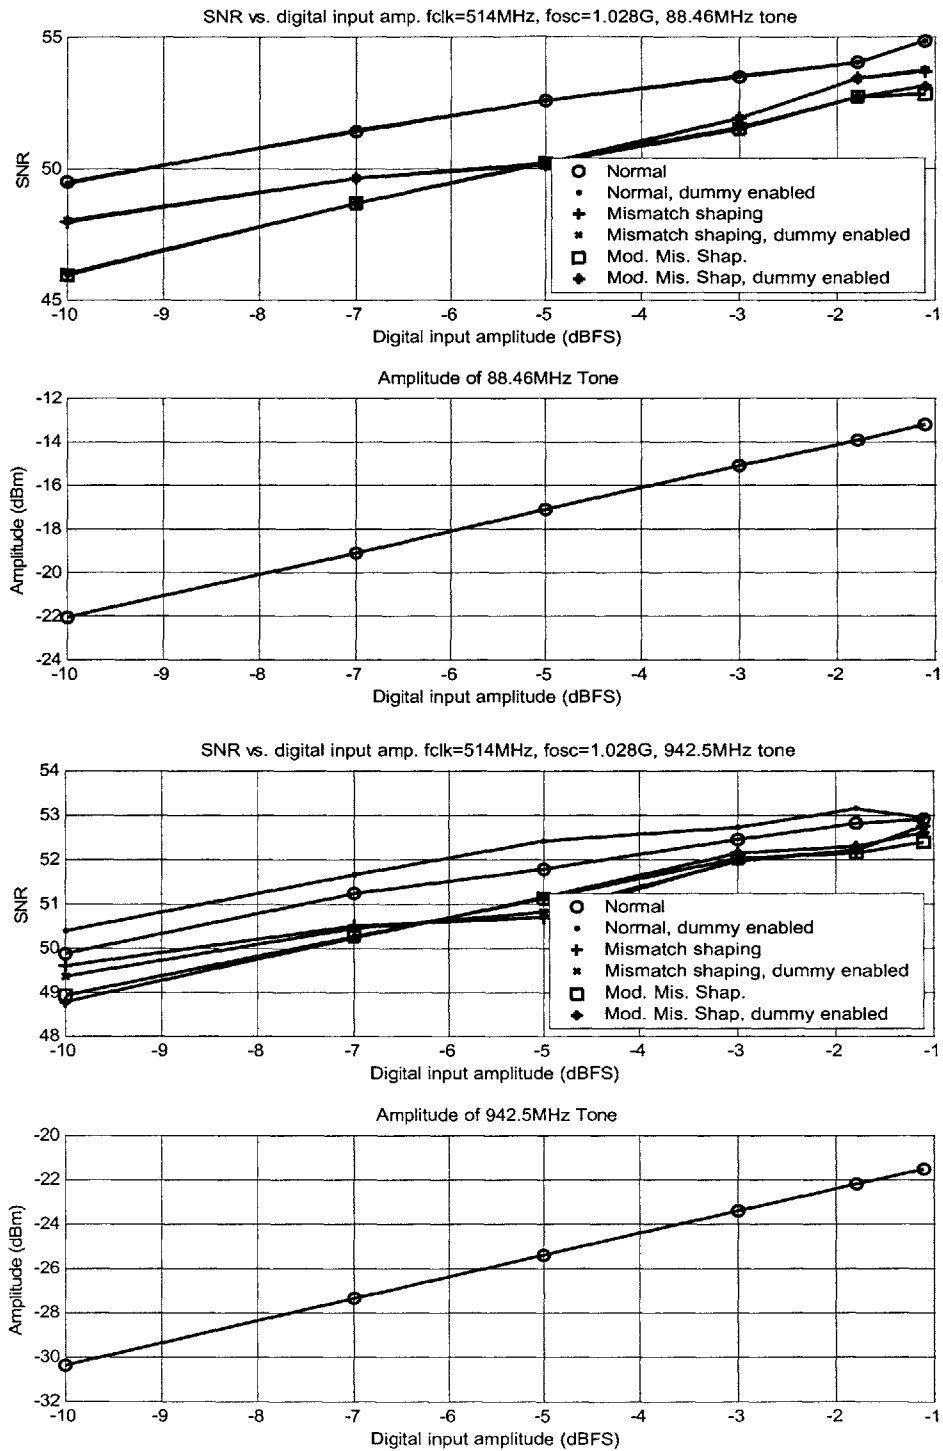 SNR vs. digital input amp. fclk=514MHz, fosc=1.028G, 88.46MHz tone
55
50
45
SNR
Normal
Normal, dummy enabled
Mismatch shaping
Mismatch shaping, dummy enabled
Mod. Mis. Shap.
Mod. Mis. Shap, dummy enabled
-10 -9 -8 -7 -6 -5 -4 -3 -2 -1
Digital input amplitude (dBFS)
Amplitude of 88.46MHz Tone
-12
-14
-16
-18
-20
-22
-24
Amplitude (dBm)
-10 -9 -8 -7 -6 -5 -4 -3 -2 -1
Digital input amplitude (dBFS)
SNR vs. digital input amp. fclk=514MHz, fosc=1.028G, 942.5MHz tone
54
53
52
51
50
49
48
SNR
Normal
Normal, dummy enabled
Mismatch shaping
Mismatch shaping, dummy enabled
Mod. Mis. Shap.
Mod. Mis. Shap, dummy enabled
-10 -9 -8 -7 -6 -5 -4 -3 -2 -1
Digital input amplitude (dBFS)
Amplitude of 942.5MHz Tone
-20
-22
-24
-26
-28
-30
-32
Amplitude (dBm)
-10 -9 -8 -7 -6 -5 -4 -3 -2 -1
Digital input amplitude (dBFS)